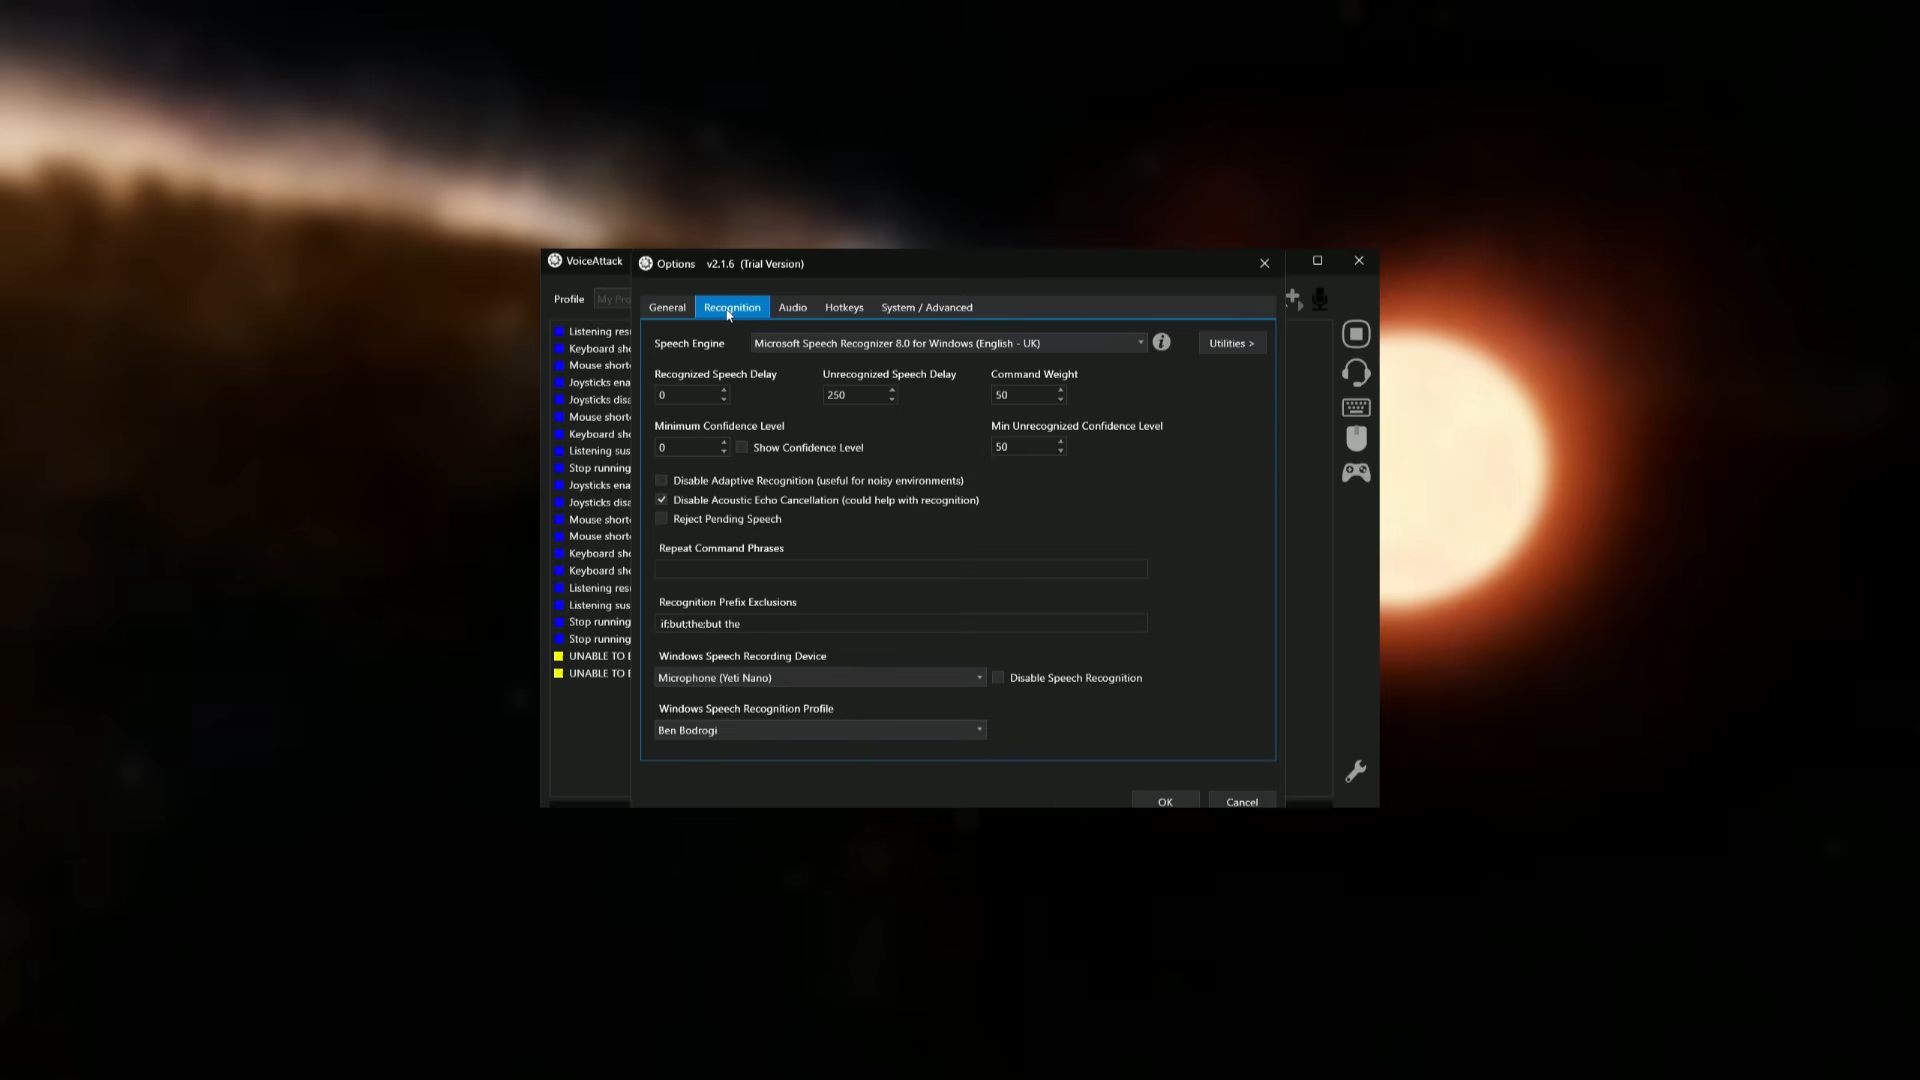 VoiceAttack
Options v2.1.6 (Trial Version)
Profile
General Recognition Audio Hotkeys System / Advanced
Speech Engine Microsoft Speech Recognizer 8.0 for Windows (English - UK) Utilities >
Recognized Speech Delay Unrecognized Speech Delay Command Weight
0 250 50
Minimum Confidence Level Min Unrecognized Confidence Level
0 Show Confidence Level 50
Disable Adaptive Recognition (useful for noisy environments)
Disable Acoustic Echo Cancellation (could help with recognition)
Reject Pending Speech
Repeat Command Phrases
Recognition Prefix Exclusions
if;but;the;but the
Windows Speech Recording Device
Microphone (Yeti Nano) Disable Speech Recognition
Windows Speech Recognition Profile
Ben Bodrogi
OK Cancel
Listening res
Keyboard sho
Mouse short
Joysticks ena
Joysticks disa
Mouse short
Keyboard sho
Listening sus
Stop running
Joysticks ena
Joysticks disa
Mouse short
Mouse short
Keyboard sho
Keyboard sho
Listening res
Listening sus
Stop running
Stop running
UNABLE TO
UNABLE TO